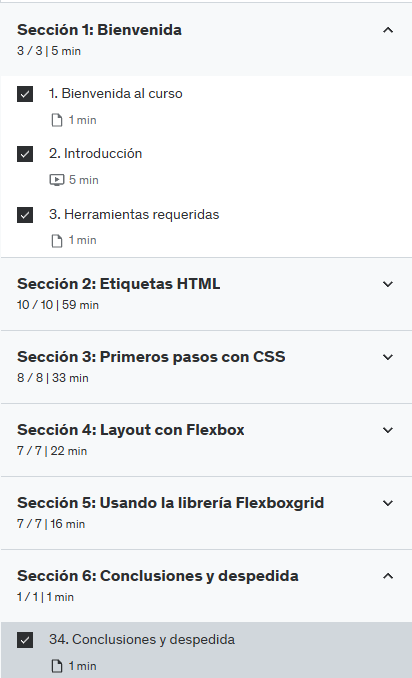 Sección 1: Bienvenida
3 / 3 | 5 min
1. Bienvenida al curso
1 min
2. Introducción
5 min
3. Herramientas requeridas
1 min
Sección 2: Etiquetas HTML
10 / 10 | 59 min
Sección 3: Primeros pasos con CSS
8 / 8 | 33 min
Sección 4: Layout con Flexbox
7 / 7 | 22 min
Sección 5: Usando la librería Flexboxgrid
7 / 7 | 16 min
Sección 6: Conclusiones y despedida
1 / 1 | 1 min
34. Conclusiones y despedida
1 min